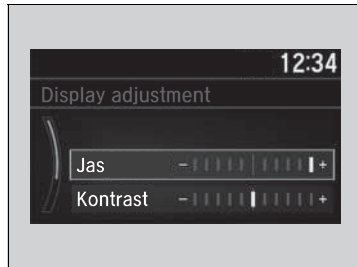 12:34
Display adjustment
Jas - +
Kontrast - +